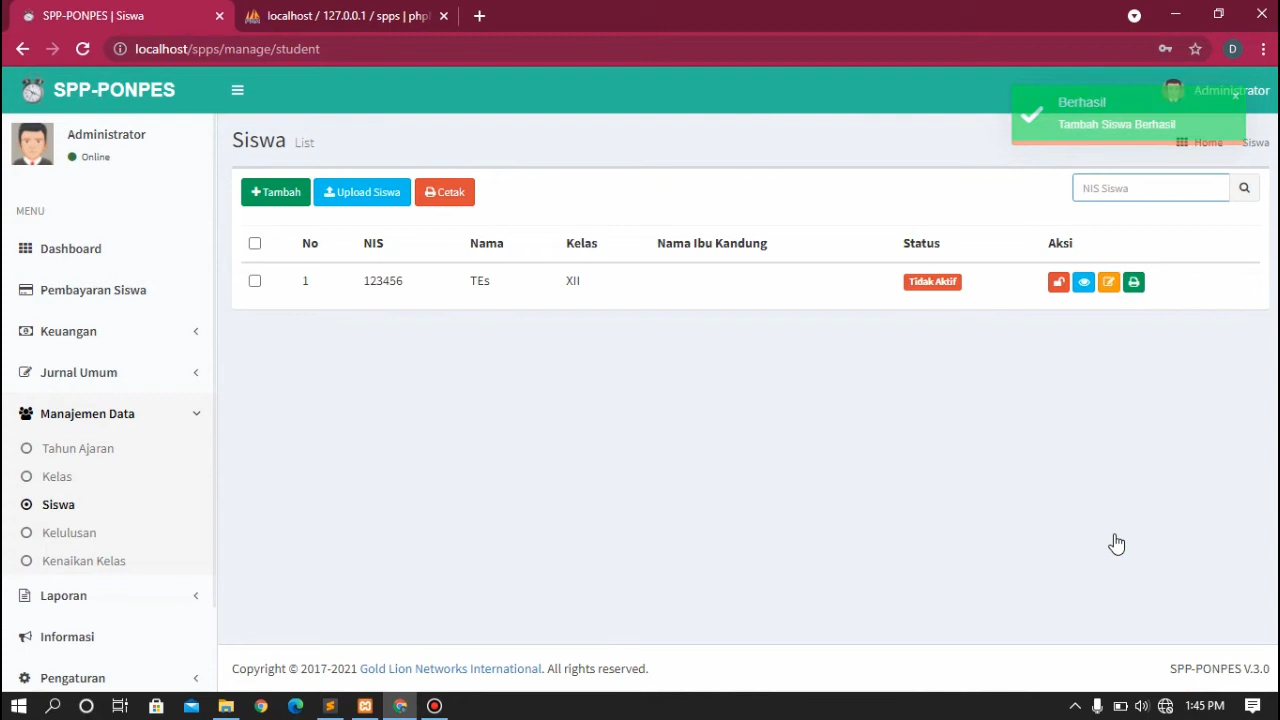 SPP-PONPES | Siswa
localhost / 127.0.0.1 / spps | php
localhost/spps/manage/student
D
SPP-PONPES
Administrator
Berhasil
Tambah Siswa Berhasil
Administrator
Online
Siswa List
Home
Siswa
Tambah
Upload Siswa
Cetak
NIS Siswa
MENU
No NIS Nama Kelas Nama Ibu Kandung Status Aksi
1 123456 TEs XII Tidak Aktif
Dashboard
Pembayaran Siswa
Keuangan
Jurnal Umum
Manajemen Data
Tahun Ajaran
Kelas
Siswa
Kelulusan
Kenaikan Kelas
Laporan
Informasi
Pengaturan
Copyright © 2017-2021 Gold Lion Networks International. All rights reserved.
SPP-PONPES V.3.0
1:45 PM